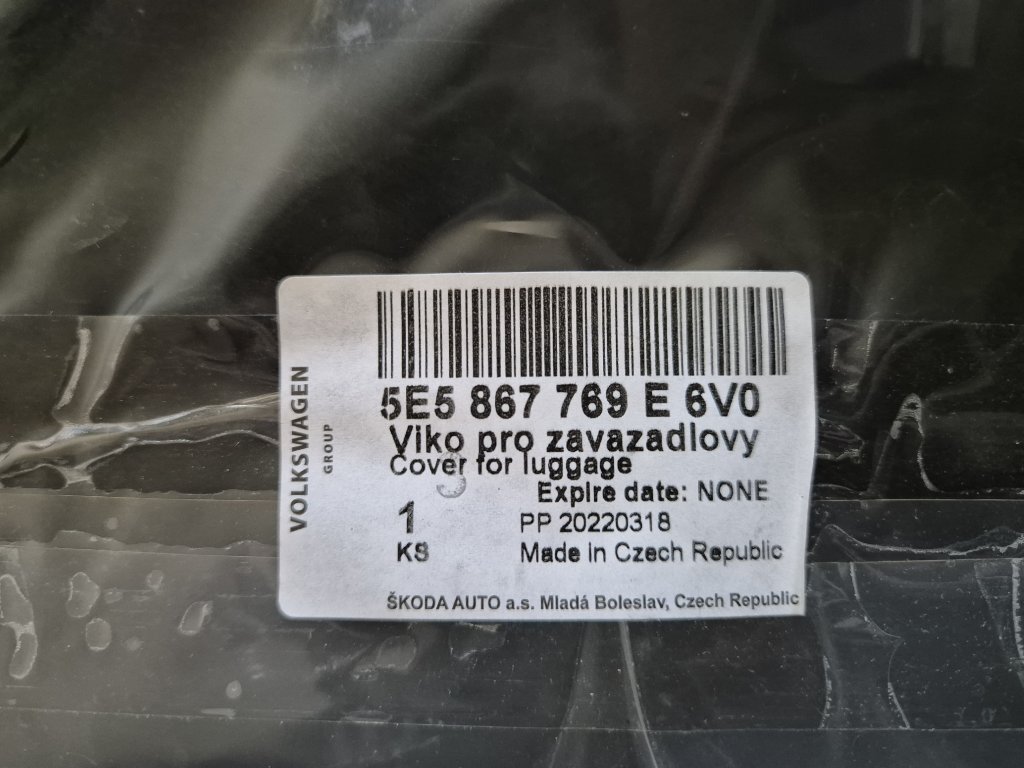 VOLKSWAGEN
GROUP
5E5 867 769 E 6V0
Viko pro zavazadlovy
Cover for luggage
Expire date: NONE
1
PP 20220318
KS
Made in Czech Republic
ŠKODA AUTO a.s. Mladá Boleslav, Czech Republic